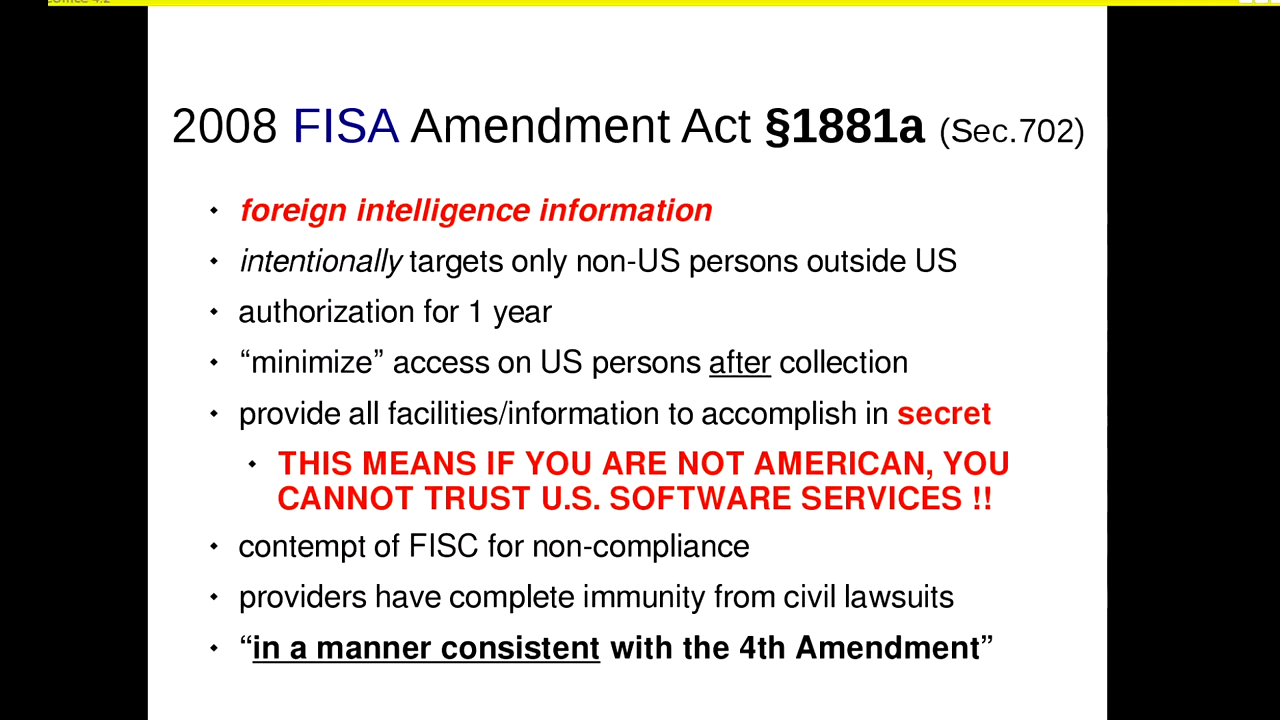 2008 FISA Amendment Act §1881a (Sec.702)
foreign intelligence information
intentionally targets only non-US persons outside US
authorization for 1 year
“minimize” access on US persons after collection
provide all facilities/information to accomplish in secret
THIS MEANS IF YOU ARE NOT AMERICAN, YOU
CANNOT TRUST U.S. SOFTWARE SERVICES !!
contempt of FISC for non-compliance
providers have complete immunity from civil lawsuits
“in a manner consistent with the 4th Amendment”